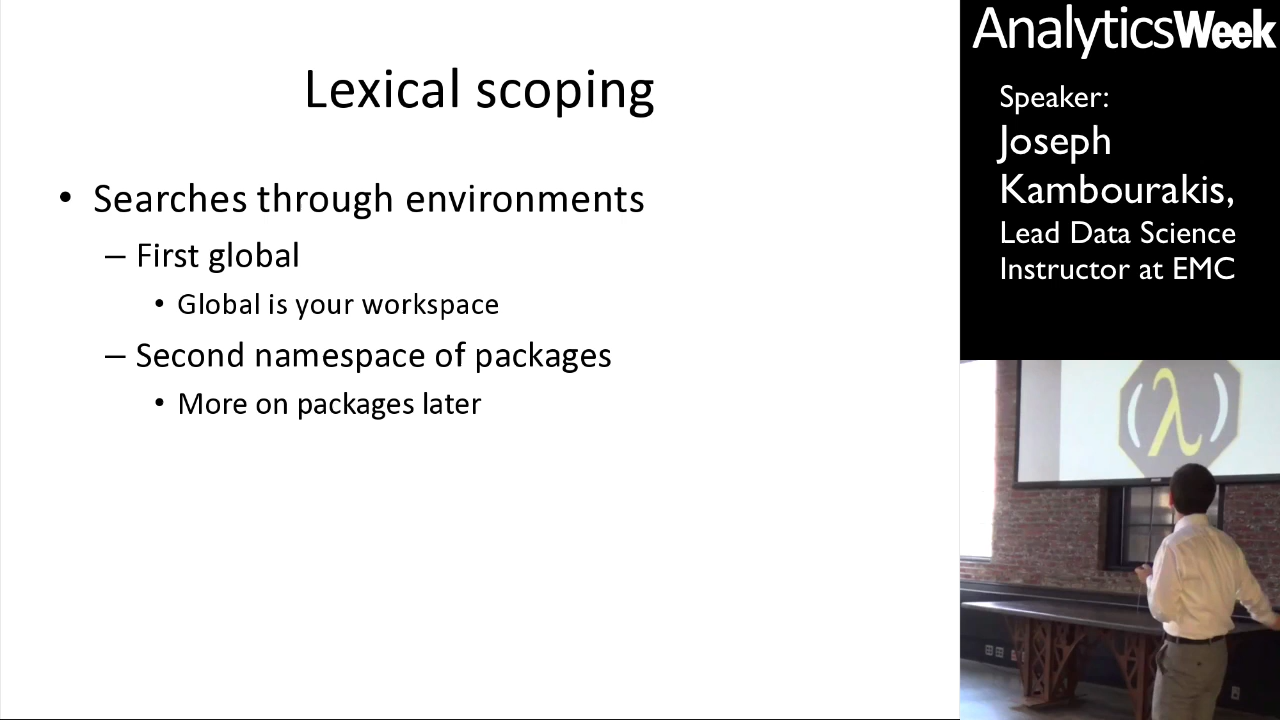 Lexical scoping
• Searches through environments
– First global
• Global is your workspace
– Second namespace of packages
• More on packages later
AnalyticsWeek
Speaker:
Joseph
Kambourakis,
Lead Data Science
Instructor at EMC
(λ)